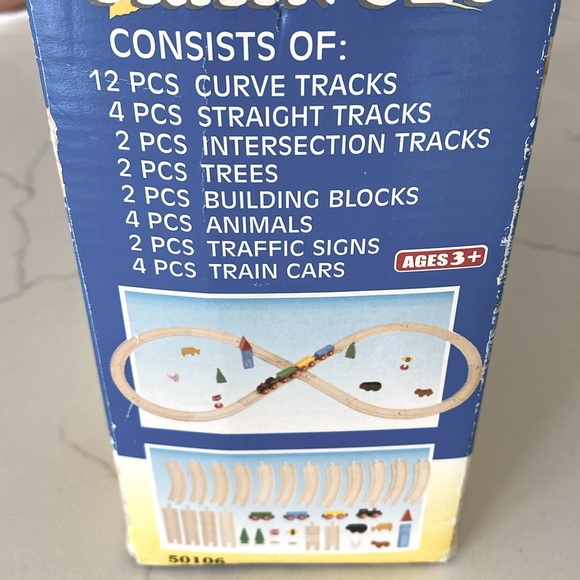 CONSISTS OF:
12 PCS CURVE TRACKS
4 PCS STRAIGHT TRACKS
2 PCS INTERSECTION TRACKS
2 PCS TREES
2 PCS BUILDING BLOCKS
4 PCS ANIMALS
2 PCS TRAFFIC SIGNS
4 PCS TRAIN CARS
AGES 3+
50106